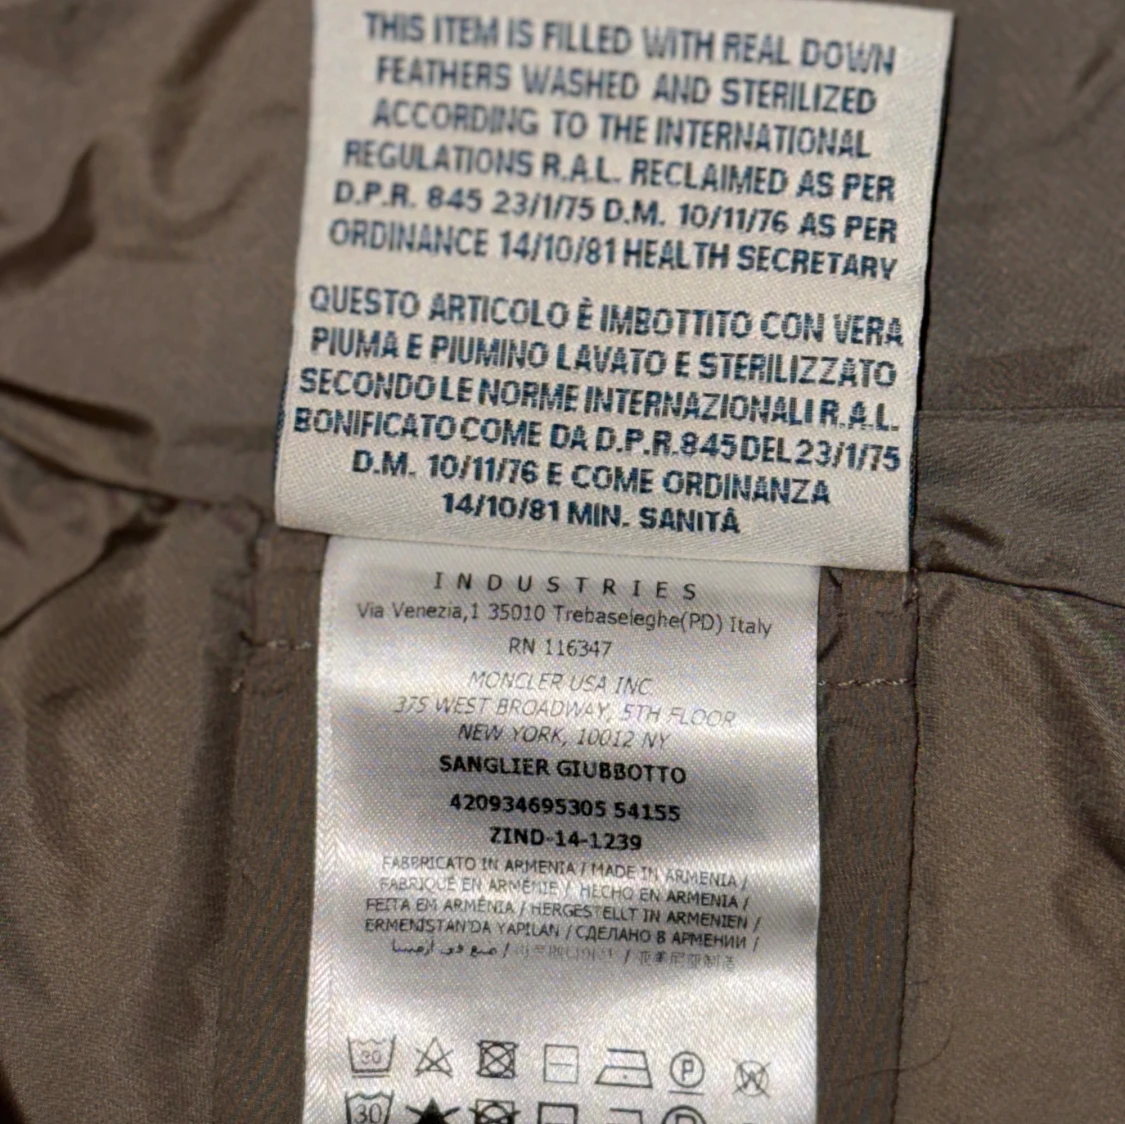 THIS ITEM IS FILLED WITH REAL DOWN
FEATHERS WASHED AND STERILIZED
ACCORDING TO THE INTERNATIONAL
REGULATIONS R.A.L. RECLAIMED AS PER
D.P.R. 845 23/1/75 D.M. 10/11/76 AS PER
ORDINANCE 14/10/81 HEALTH SECRETARY
QUESTO ARTICOLO È IMBOTTITO CON VERA
PIUMA E PIUMINO LAVATO E STERILIZZATO
SECONDO LE NORME INTERNAZIONALI R.A.L.
BONIFICATO COME DA D.P.R. 845 DEL 23/1/75
D.M. 10/11/76 E COME ORDINANZA
14/10/81 MIN. SANITÂ
INDUSTRIES
Via Venezia,1 35010 Trebaseleghe(PD) Italy
RN 116347
MONCLER USA INC
375 WEST BROADWAY, 5TH FLOOR
NEW YORK, 10012 NY
SANGLIER GIUBBOTTO
420934695305 54155
ZIND-14-1239
FABBRICATO IN ARMENIA / MADE IN ARMENIA /
FABRIQUÉ EN ARMÉNIE / HECHO EN ARMENIA /
FEITA EM ARMÊNIA / HERGESTELLT IN ARMENIEN /
ERMENISTAN'DA YAPILAN / СДЕЛАНО В АРМЕНИИ /
صنع في أرمينيا / /
30 P W
30 P